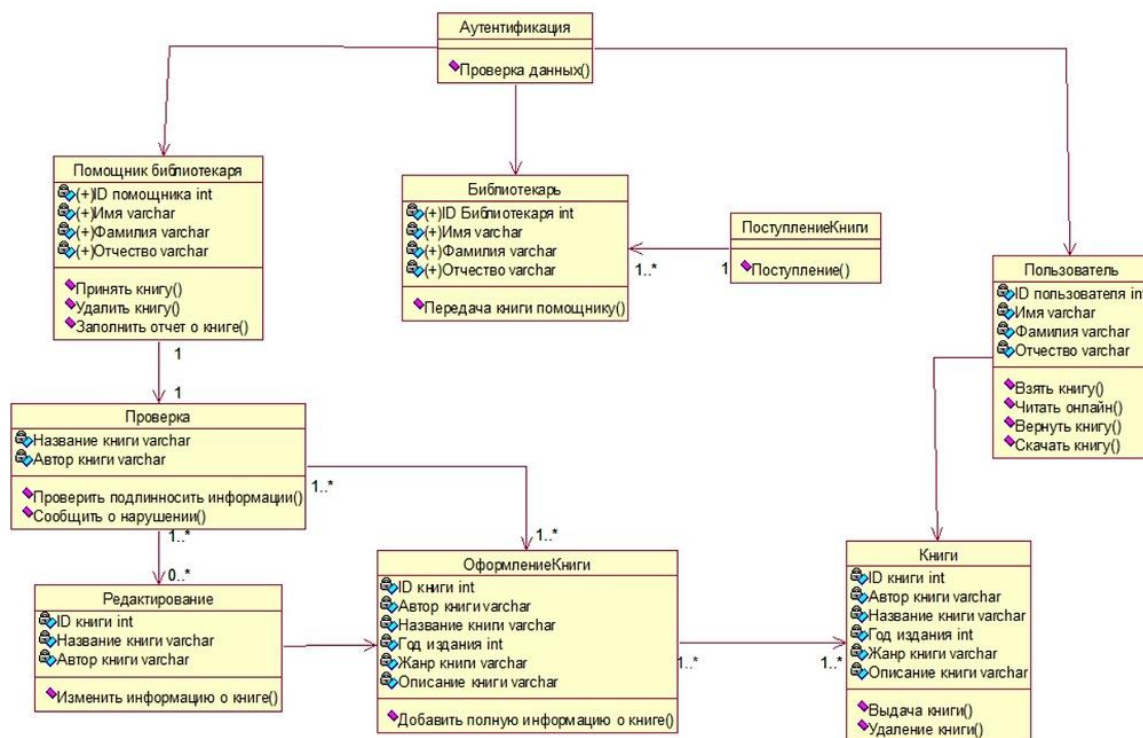 Аутентификация
Проверка данных()
Помощник библиотекаря
(+)ID помощника int
(+)Имя varchar
(+)Фамилия varchar
(+)Отчество varchar
Принять книгу()
Удалить книгу()
Заполнить отчет о книге()
Библиотекарь
(+)ID Библиотекаря int
(+)Имя varchar
(+)Фамилия varchar
(+)Отчество varchar
Передача книги помощнику()
1..*
1
ПоступлениеКниги
Поступление()
Пользователь
ID пользователя int
Имя varchar
Фамилия varchar
Отчество varchar
Взять книгу()
Читать онлайн()
Вернуть книгу()
Скачать книгу()
1
1
Проверка
Название книги varchar
Автор книги varchar
Проверить подлинносить информации()
Сообщить о нарушении()
1..*
1..*
1..*
0..*
Редактирование
ID книги int
Название книги varchar
Автор книги varchar
Изменить информацию о книге()
ОформлениеКниги
ID книги int
Автор книги varchar
Название книги varchar
Год издания int
Жанр книги varchar
Описание книги varchar
Добавить полную информацию о книге()
1..*
1..*
Книги
ID книги int
Автор книги varchar
Название книги varchar
Год издания int
Жанр книги varchar
Описание книги varchar
Выдача книги()
Удаление книги()